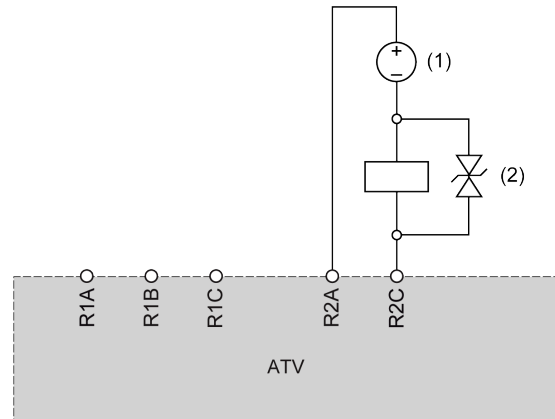 +
(1)
−
(2)
R1A
R1B
R1C
R2A
R2C
ATV